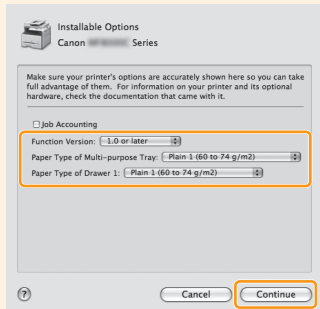 Installable Options
Canon Series
Make sure your printer's options are accurately shown here so you can take
full advantage of them. For information on your printer and its optional
hardware, check the documentation that came with it.
Job Accounting
Function Version: 1.0 or later
Paper Type of Multi-purpose Tray: Plain 1 (60 to 74 g/m2)
Paper Type of Drawer 1: Plain 1 (60 to 74 g/m2)
? Cancel Continue